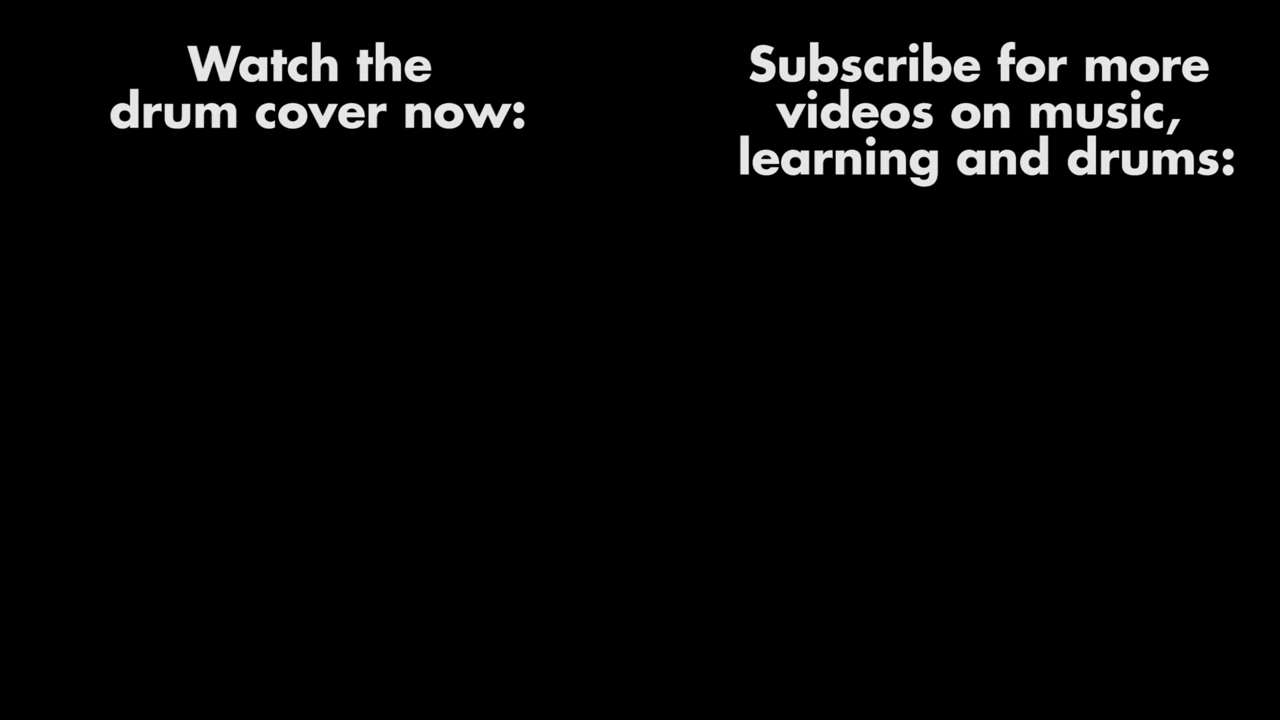 Watch the
drum cover now:
Subscribe for more
videos on music,
learning and drums: